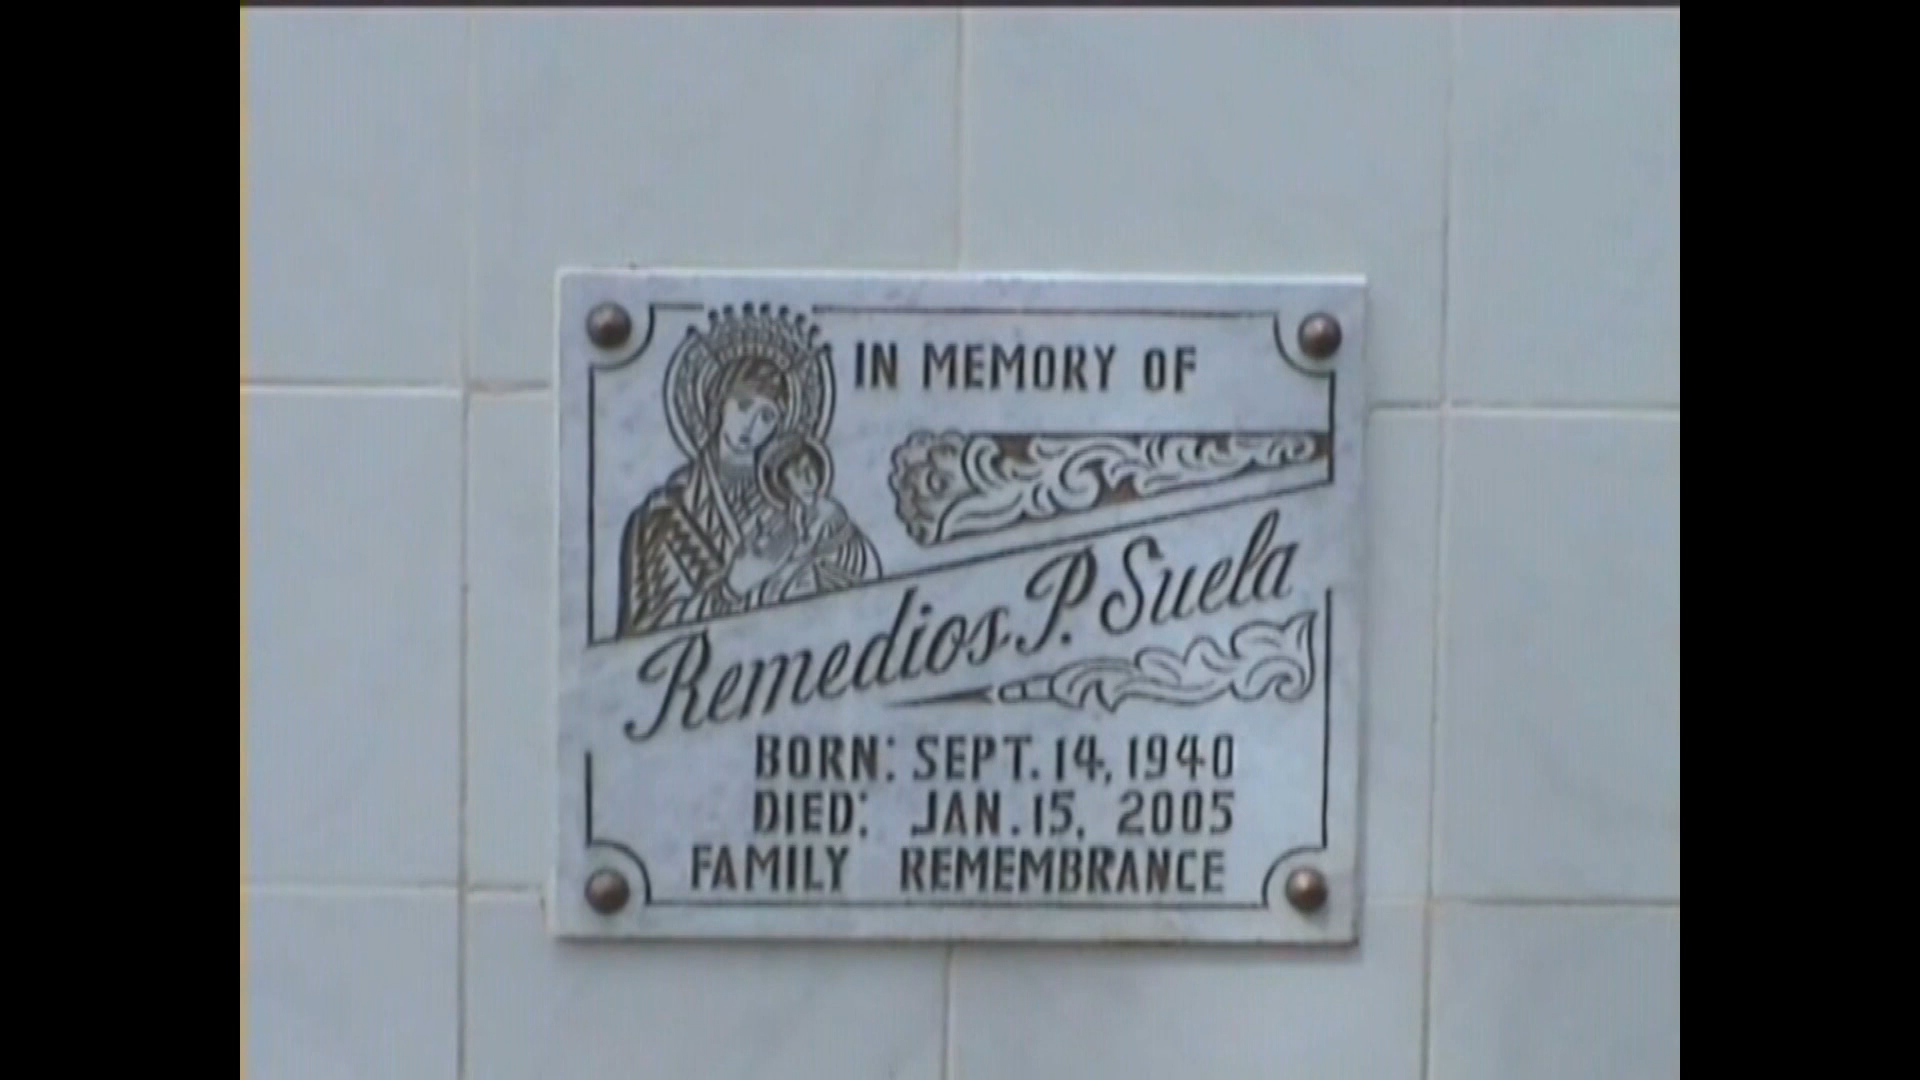 IN MEMORY OF
Remedios P. Suela
BORN: SEPT. 14, 1940
DIED: JAN. 15, 2005
FAMILY REMEMBRANCE